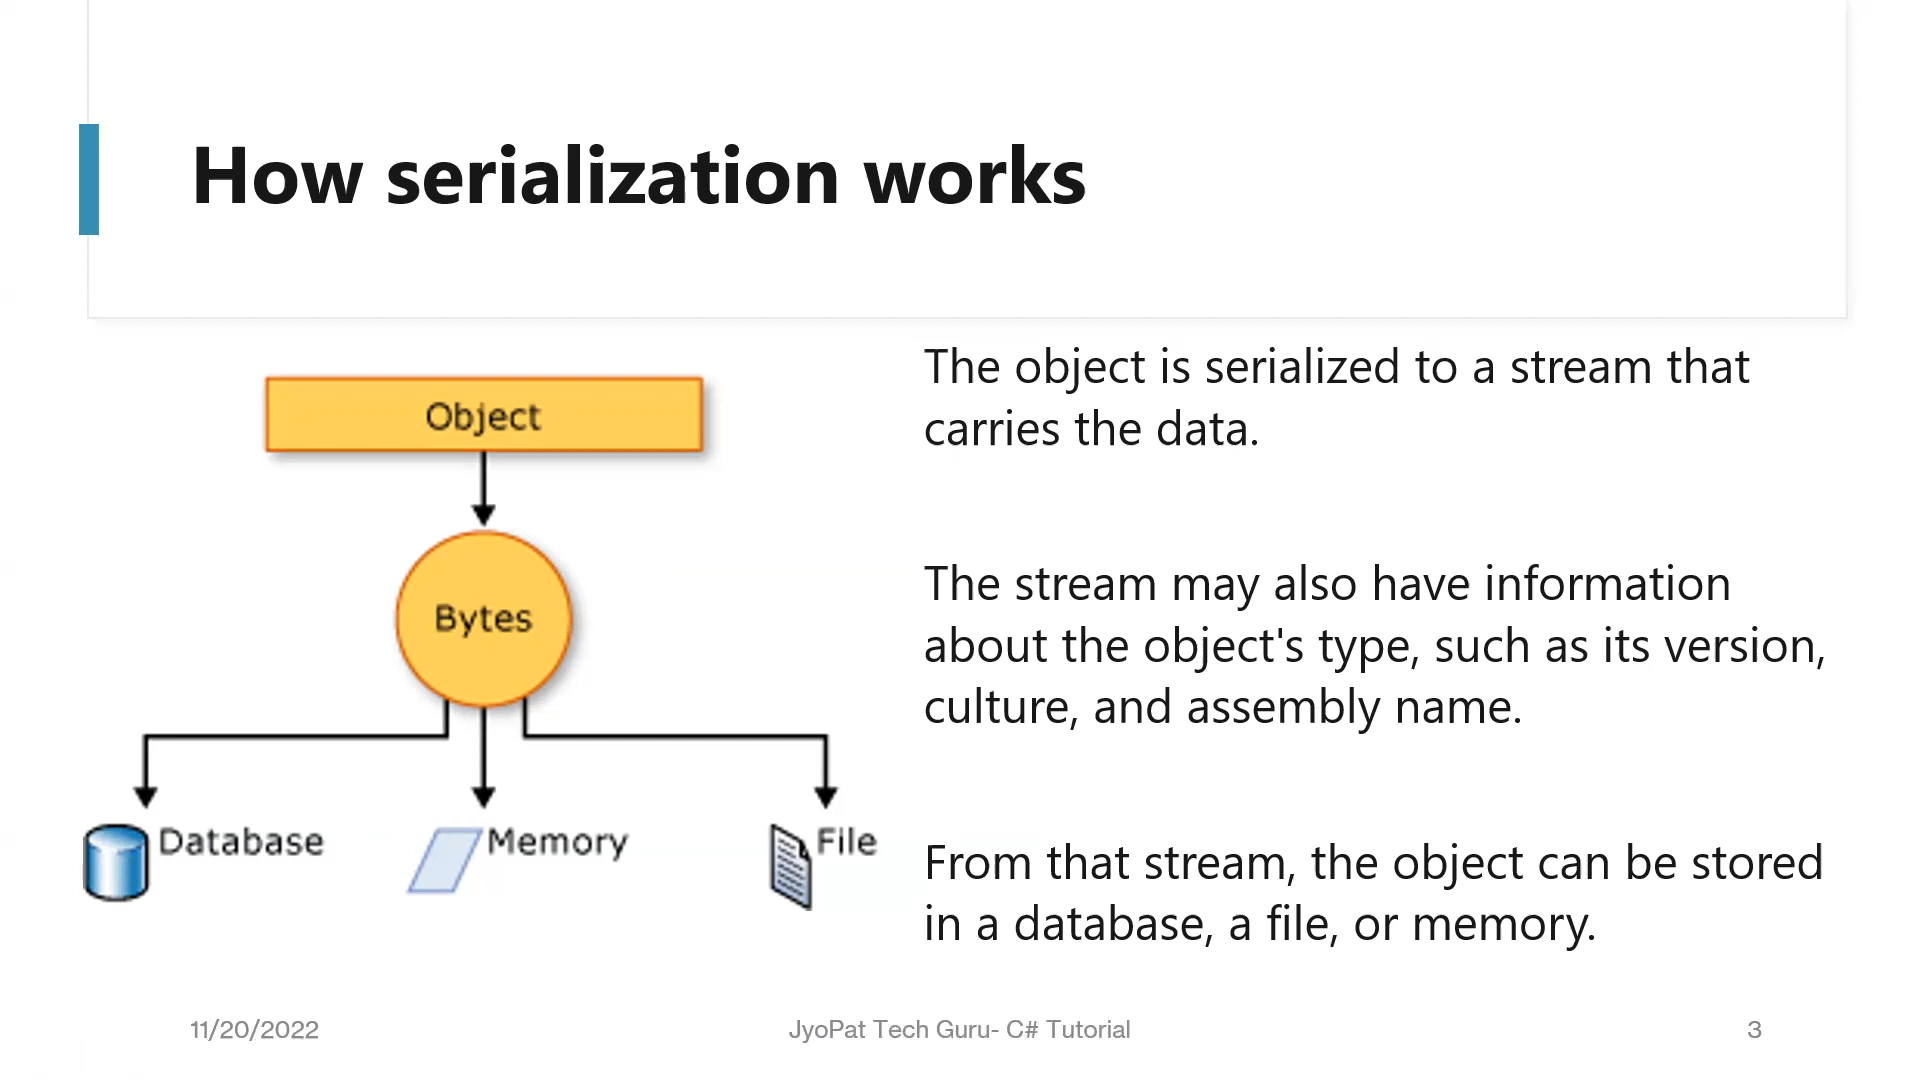 How serialization works
Object
Bytes
Database
Memory
File
The object is serialized to a stream that
carries the data.
The stream may also have information
about the object's type, such as its version,
culture, and assembly name.
From that stream, the object can be stored
in a database, a file, or memory.
11/20/2022
JyoPat Tech Guru- C# Tutorial
3